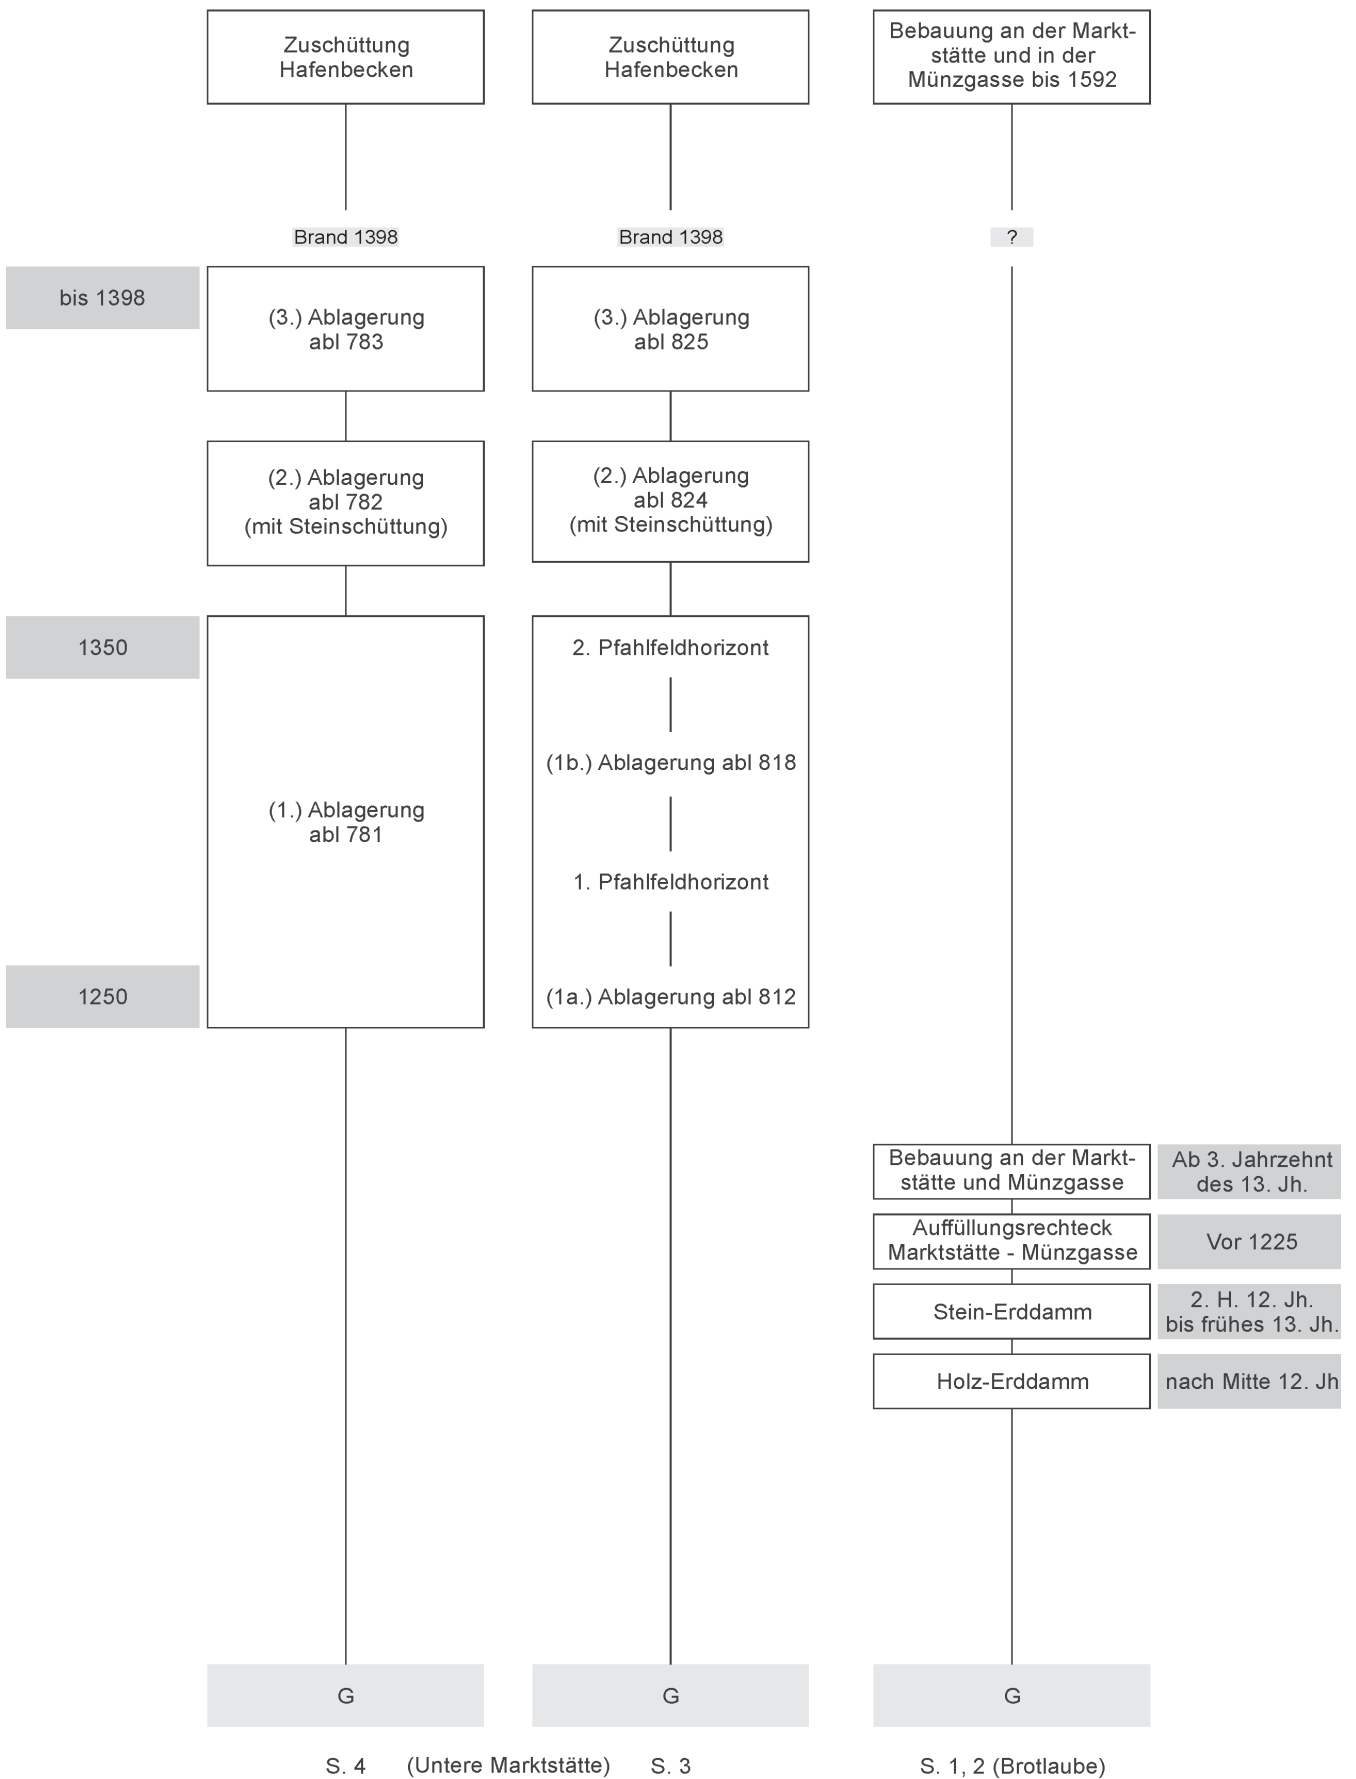 Zuschüttung
Hafenbecken
Zuschüttung
Hafenbecken
Bebauung an der Markt-
stätte und in der
Münzgasse bis 1592
Brand 1398
Brand 1398
?
bis 1398
(3.) Ablagerung
abl 783
(3.) Ablagerung
abl 825
(2.) Ablagerung
abl 782
(mit Steinschüttung)
(2.) Ablagerung
abl 824
(mit Steinschüttung)
1350
2. Pfahlfeldhorizont
(1b.) Ablagerung abl 818
(1.) Ablagerung
abl 781
1. Pfahlfeldhorizont
1250
(1a.) Ablagerung abl 812
Bebauung an der Markt-
stätte und Münzgasse
Ab 3. Jahrzehnt
des 13. Jh.
Auffüllungsrechteck
Marktstätte - Münzgasse
Vor 1225
Stein-Erddamm
2. H. 12. Jh.
bis frühes 13. Jh.
Holz-Erddamm
nach Mitte 12. Jh
G
G
G
S. 4 (Untere Marktstätte) S. 3
S. 1, 2 (Brotlaube)